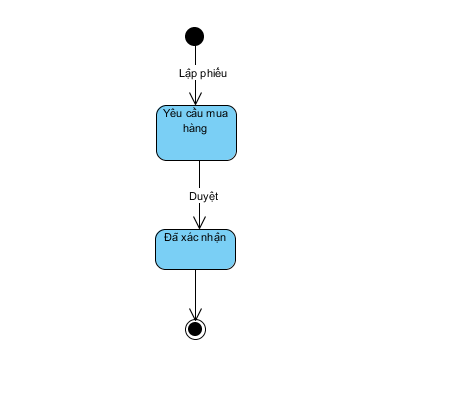 Lập phiếu
Yêu cầu mua
hàng
Duyệt
Đã xác nhận